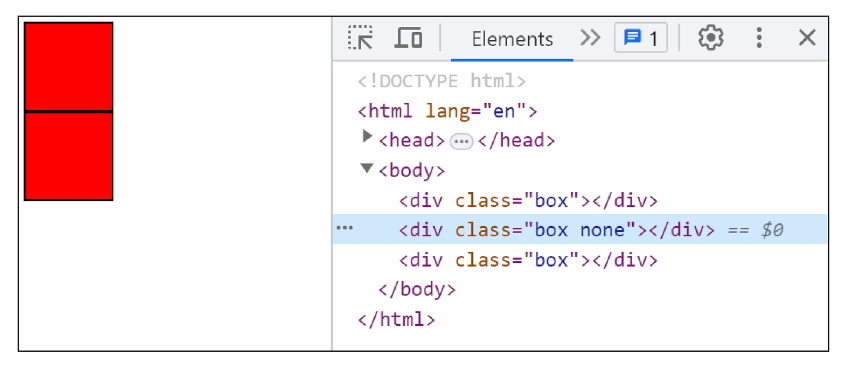 Elements 1
<!DOCTYPE html>
<html lang="en">
<head> ··· </head>
<body>
<div class="box"></div>
··· <div class="box none"></div> == $0
<div class="box"></div>
</body>
</html>